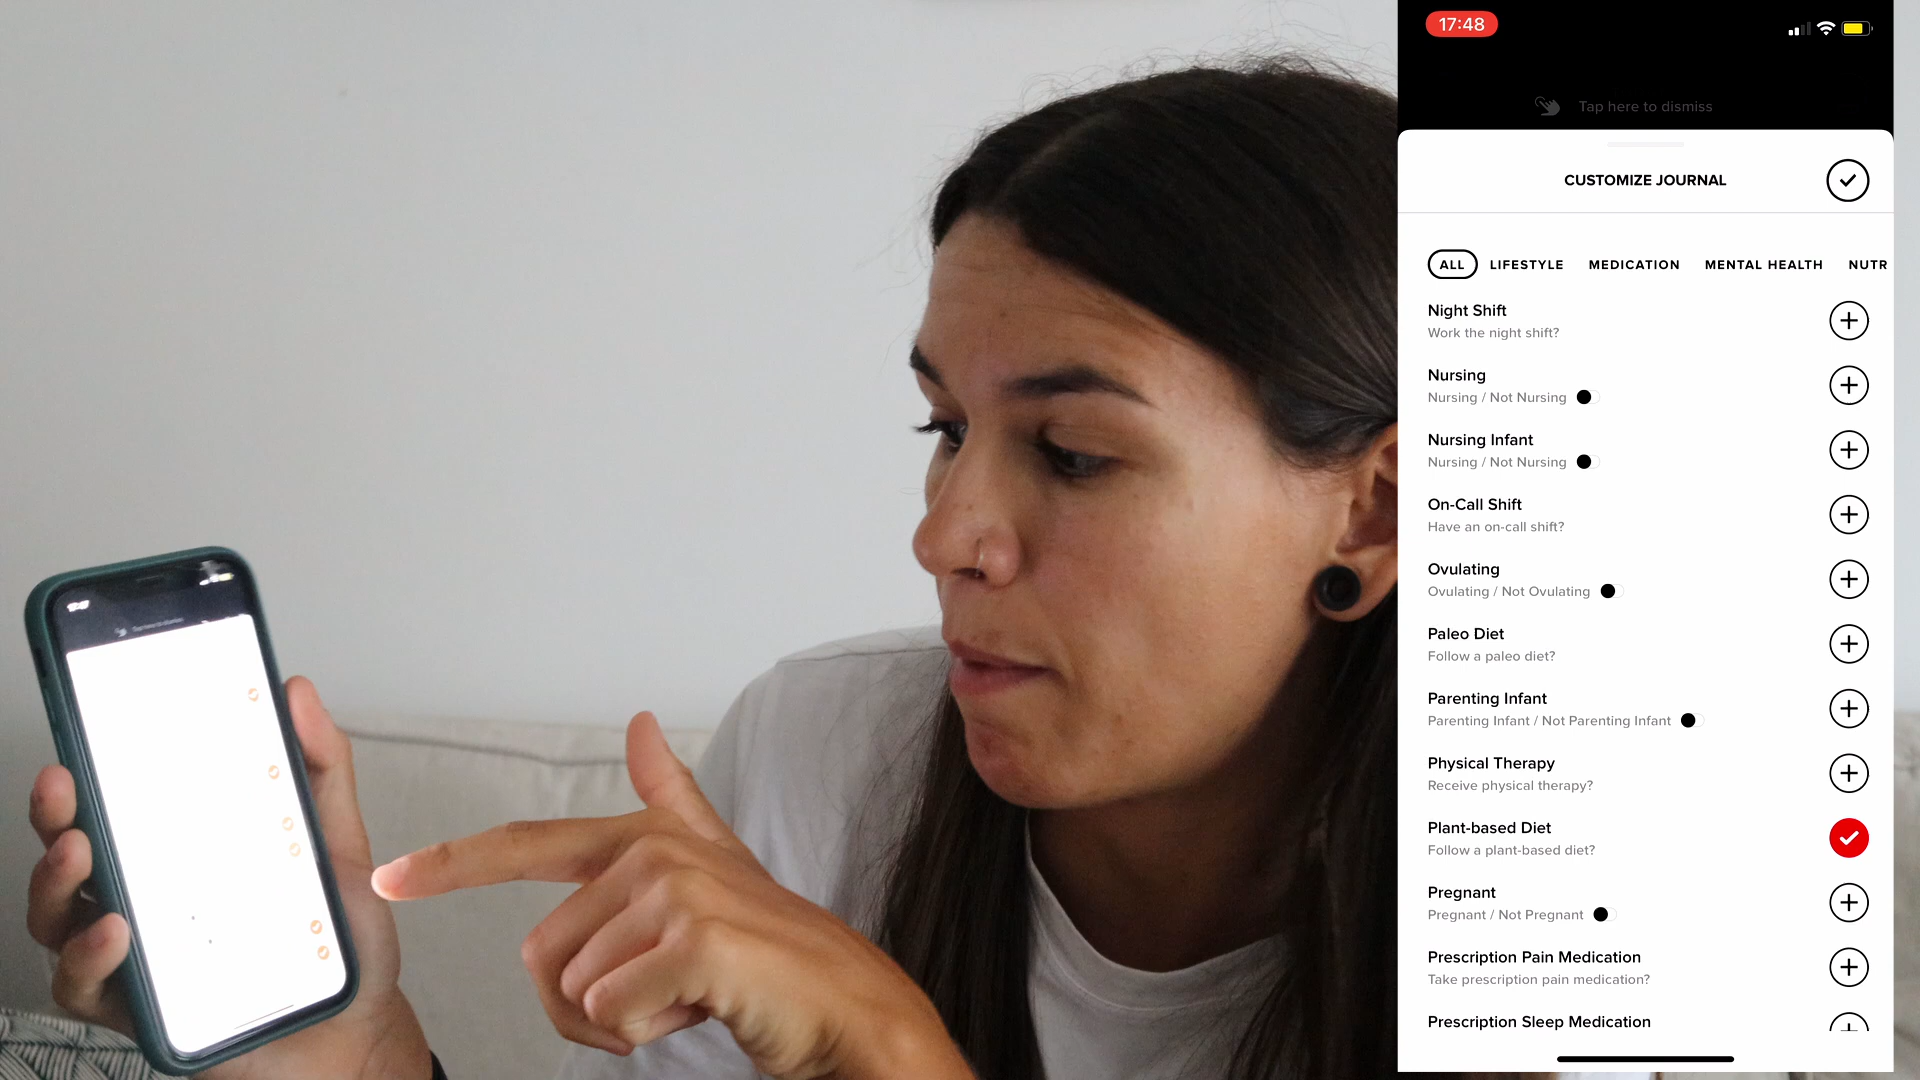 17:48
Tap here to dismiss
CUSTOMIZE JOURNAL
ALL LIFESTYLE MEDICATION MENTAL HEALTH NUTR
Night Shift
Work the night shift?
Nursing
Nursing / Not Nursing
Nursing Infant
Nursing / Not Nursing
On-Call Shift
Have an on-call shift?
Ovulating
Ovulating / Not Ovulating
Paleo Diet
Follow a paleo diet?
Parenting Infant
Parenting Infant / Not Parenting Infant
Physical Therapy
Receive physical therapy?
Plant-based Diet
Follow a plant-based diet?
Pregnant
Pregnant / Not Pregnant
Prescription Pain Medication
Take prescription pain medication?
Prescription Sleep Medication
Tap here to dismiss